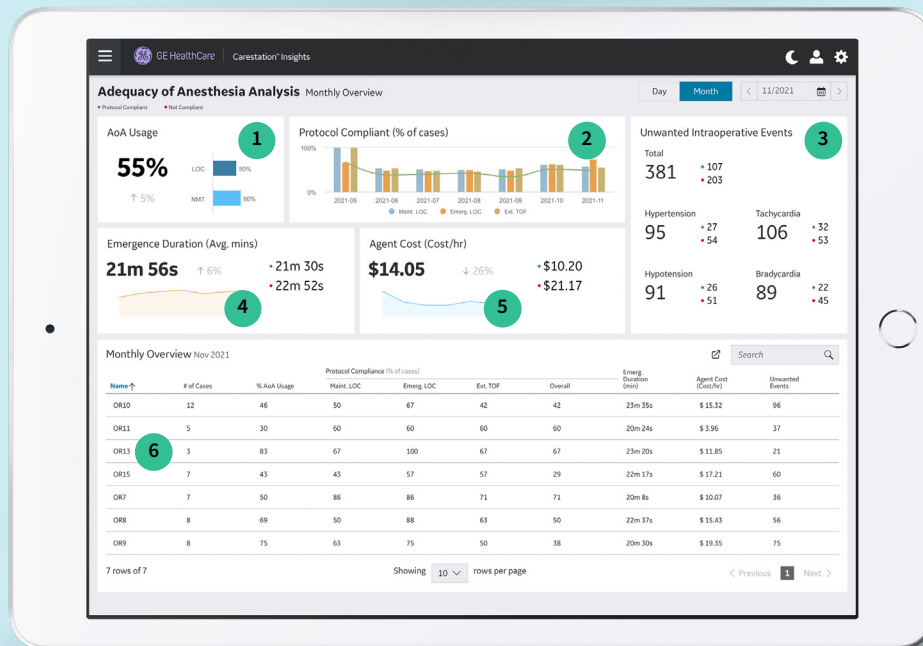 GE HealthCare Carestation™ Insights
Adequacy of Anesthesia Analysis Monthly Overview
Day Month 11/2021
• Protocol Compliant • Not Compliant
AoA Usage
1
55%
↑ 5%
LOC 50%
NMT 60%
Protocol Compliant (% of cases)
2
100%
0%
2021-05 2021-06 2021-07 2021-08 2021-09 2021-10 2021-11
Maint. LOC Emerg. LOC Ext. TOF
Unwanted Intraoperative Events
3
Total
381 • 107
• 203
Hypertension
95 • 27
• 54
Tachycardia
106 • 32
• 53
Hypotension
91 • 26
• 51
Bradycardia
89 • 22
• 45
Emergence Duration (Avg. mins)
21m 56s ↑ 6% • 21m 30s
• 22m 52s
4
Agent Cost (Cost/hr)
$14.05 ↓ 26% • $10.20
• $21.17
5
Monthly Overview Nov 2021
Search
Protocol Compliance (% of cases)
Name↑ # of Cases % AoA Usage Maint. LOC Emerg. LOC Ext. TOF Overall Emerg. Duration (min) Agent Cost (Cost/hr) Unwanted Events
OR10 12 46 50 67 42 42 23m 35s $ 15.32 96
OR11 5 30 60 60 60 60 20m 24s $ 3.96 37
OR13 6 3 83 67 100 67 67 23m 20s $ 11.85 21
OR15 7 43 43 57 57 29 22m 17s $ 17.21 60
OR7 7 50 86 86 71 71 20m 8s $ 10.07 36
OR8 8 69 50 88 63 50 22m 37s $ 15.43 56
OR9 8 75 63 75 50 38 20m 30s $ 19.35 75
7 rows of 7
Showing 10 rows per page
< Previous 1 Next >